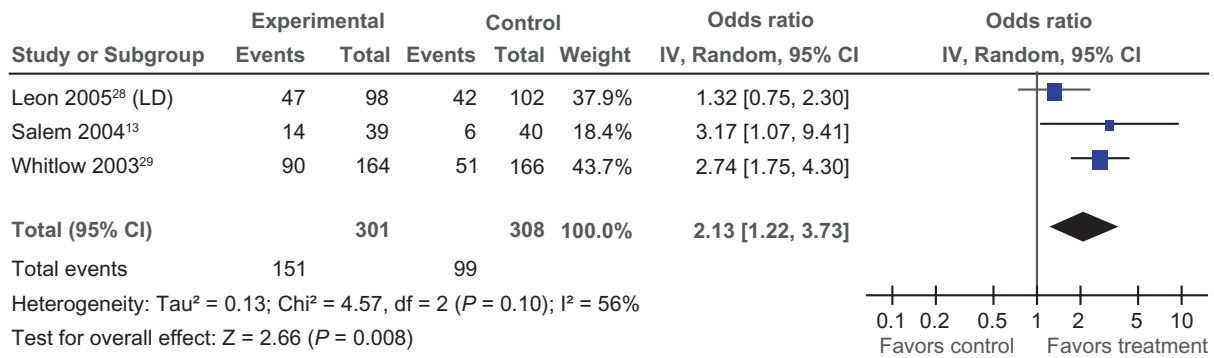 Experimental Control Odds ratio Odds ratio
Study or Subgroup Events Total Events Total Weight IV, Random, 95% CI IV, Random, 95% CI
Leon 2005²⁸ (LD) 47 98 42 102 37.9% 1.32 [0.75, 2.30]
Salem 2004¹³ 14 39 6 40 18.4% 3.17 [1.07, 9.41]
Whitlow 2003²⁹ 90 164 51 166 43.7% 2.74 [1.75, 4.30]
Total (95% CI) 301 308 100.0% 2.13 [1.22, 3.73]
Total events 151 99
Heterogeneity: Tau² = 0.13; Chi² = 4.57, df = 2 (P = 0.10); I² = 56%
Test for overall effect: Z = 2.66 (P = 0.008)
0.1 0.2 0.5 1 2 5 10
Favors control Favors treatment